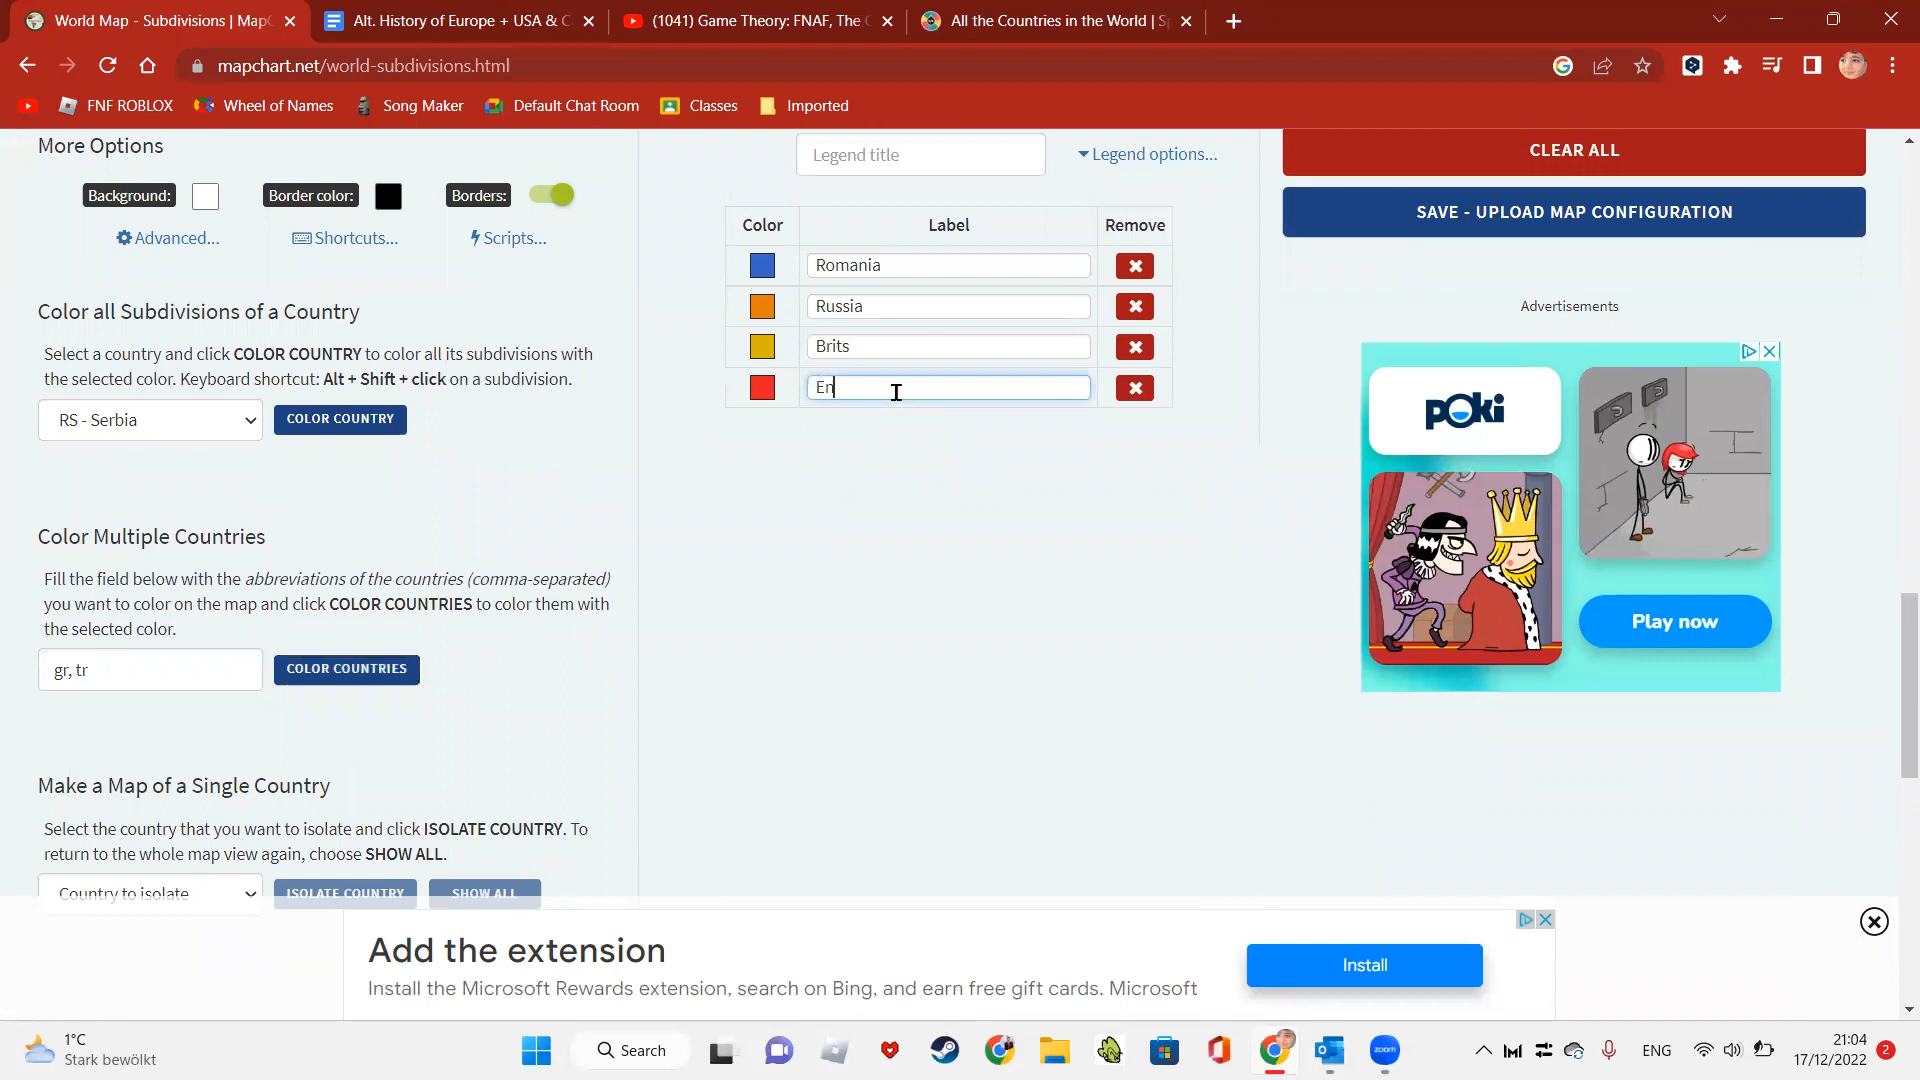 World Map - Subdivisions | Map
Alt. History of Europe + USA & C
(1041) Game Theory: FNAF, The
All the Countries in the World | S
mapchart.net/world-subdivisions.html
FNF ROBLOX
Wheel of Names
Song Maker
Default Chat Room
Classes
Imported
More Options
Background:
Border color:
Borders:
Advanced...
Shortcuts...
Scripts...
Color all Subdivisions of a Country
Select a country and click COLOR COUNTRY to color all its subdivisions with
the selected color. Keyboard shortcut: Alt + Shift + click on a subdivision.
RS - Serbia
COLOR COUNTRY
Color Multiple Countries
Fill the field below with the abbreviations of the countries (comma-separated)
you want to color on the map and click COLOR COUNTRIES to color them with
the selected color.
gr, tr
COLOR COUNTRIES
Make a Map of a Single Country
Select the country that you want to isolate and click ISOLATE COUNTRY. To
return to the whole map view again, choose SHOW ALL.
Country to isolate
ISOLATE COUNTRY
SHOW ALL
Legend title
Legend options...
Color Label Remove
Romania
Russia
Brits
En
CLEAR ALL
SAVE - UPLOAD MAP CONFIGURATION
Advertisements
poki
Play now
Add the extension
Install the Microsoft Rewards extension, search on Bing, and earn free gift cards. Microsoft
Install
1°C
Stark bewölkt
Search
zoom
ENG
21:04
17/12/2022
2